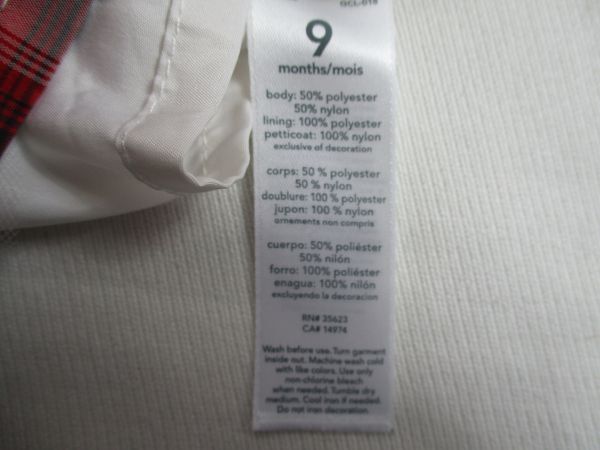 QCL-018
9
months/mois
body: 50% polyester
50% nylon
lining: 100% polyester
petticoat: 100% nylon
exclusive of decoration
corps: 50 % polyester
50 % nylon
doublure: 100 % polyester
jupon: 100 % nylon
ornements non compris
cuerpo: 50% poliéster
50% nilón
forro: 100% poliéster
enagua: 100% nilón
excluyendo la decoracion
RN# 35623
CA# 14974
Wash before use. Turn garment
inside out. Machine wash cold
with like colors. Use only
non-chlorine bleach
when needed. Tumble dry
medium. Cool iron if needed.
Do not iron decoration.